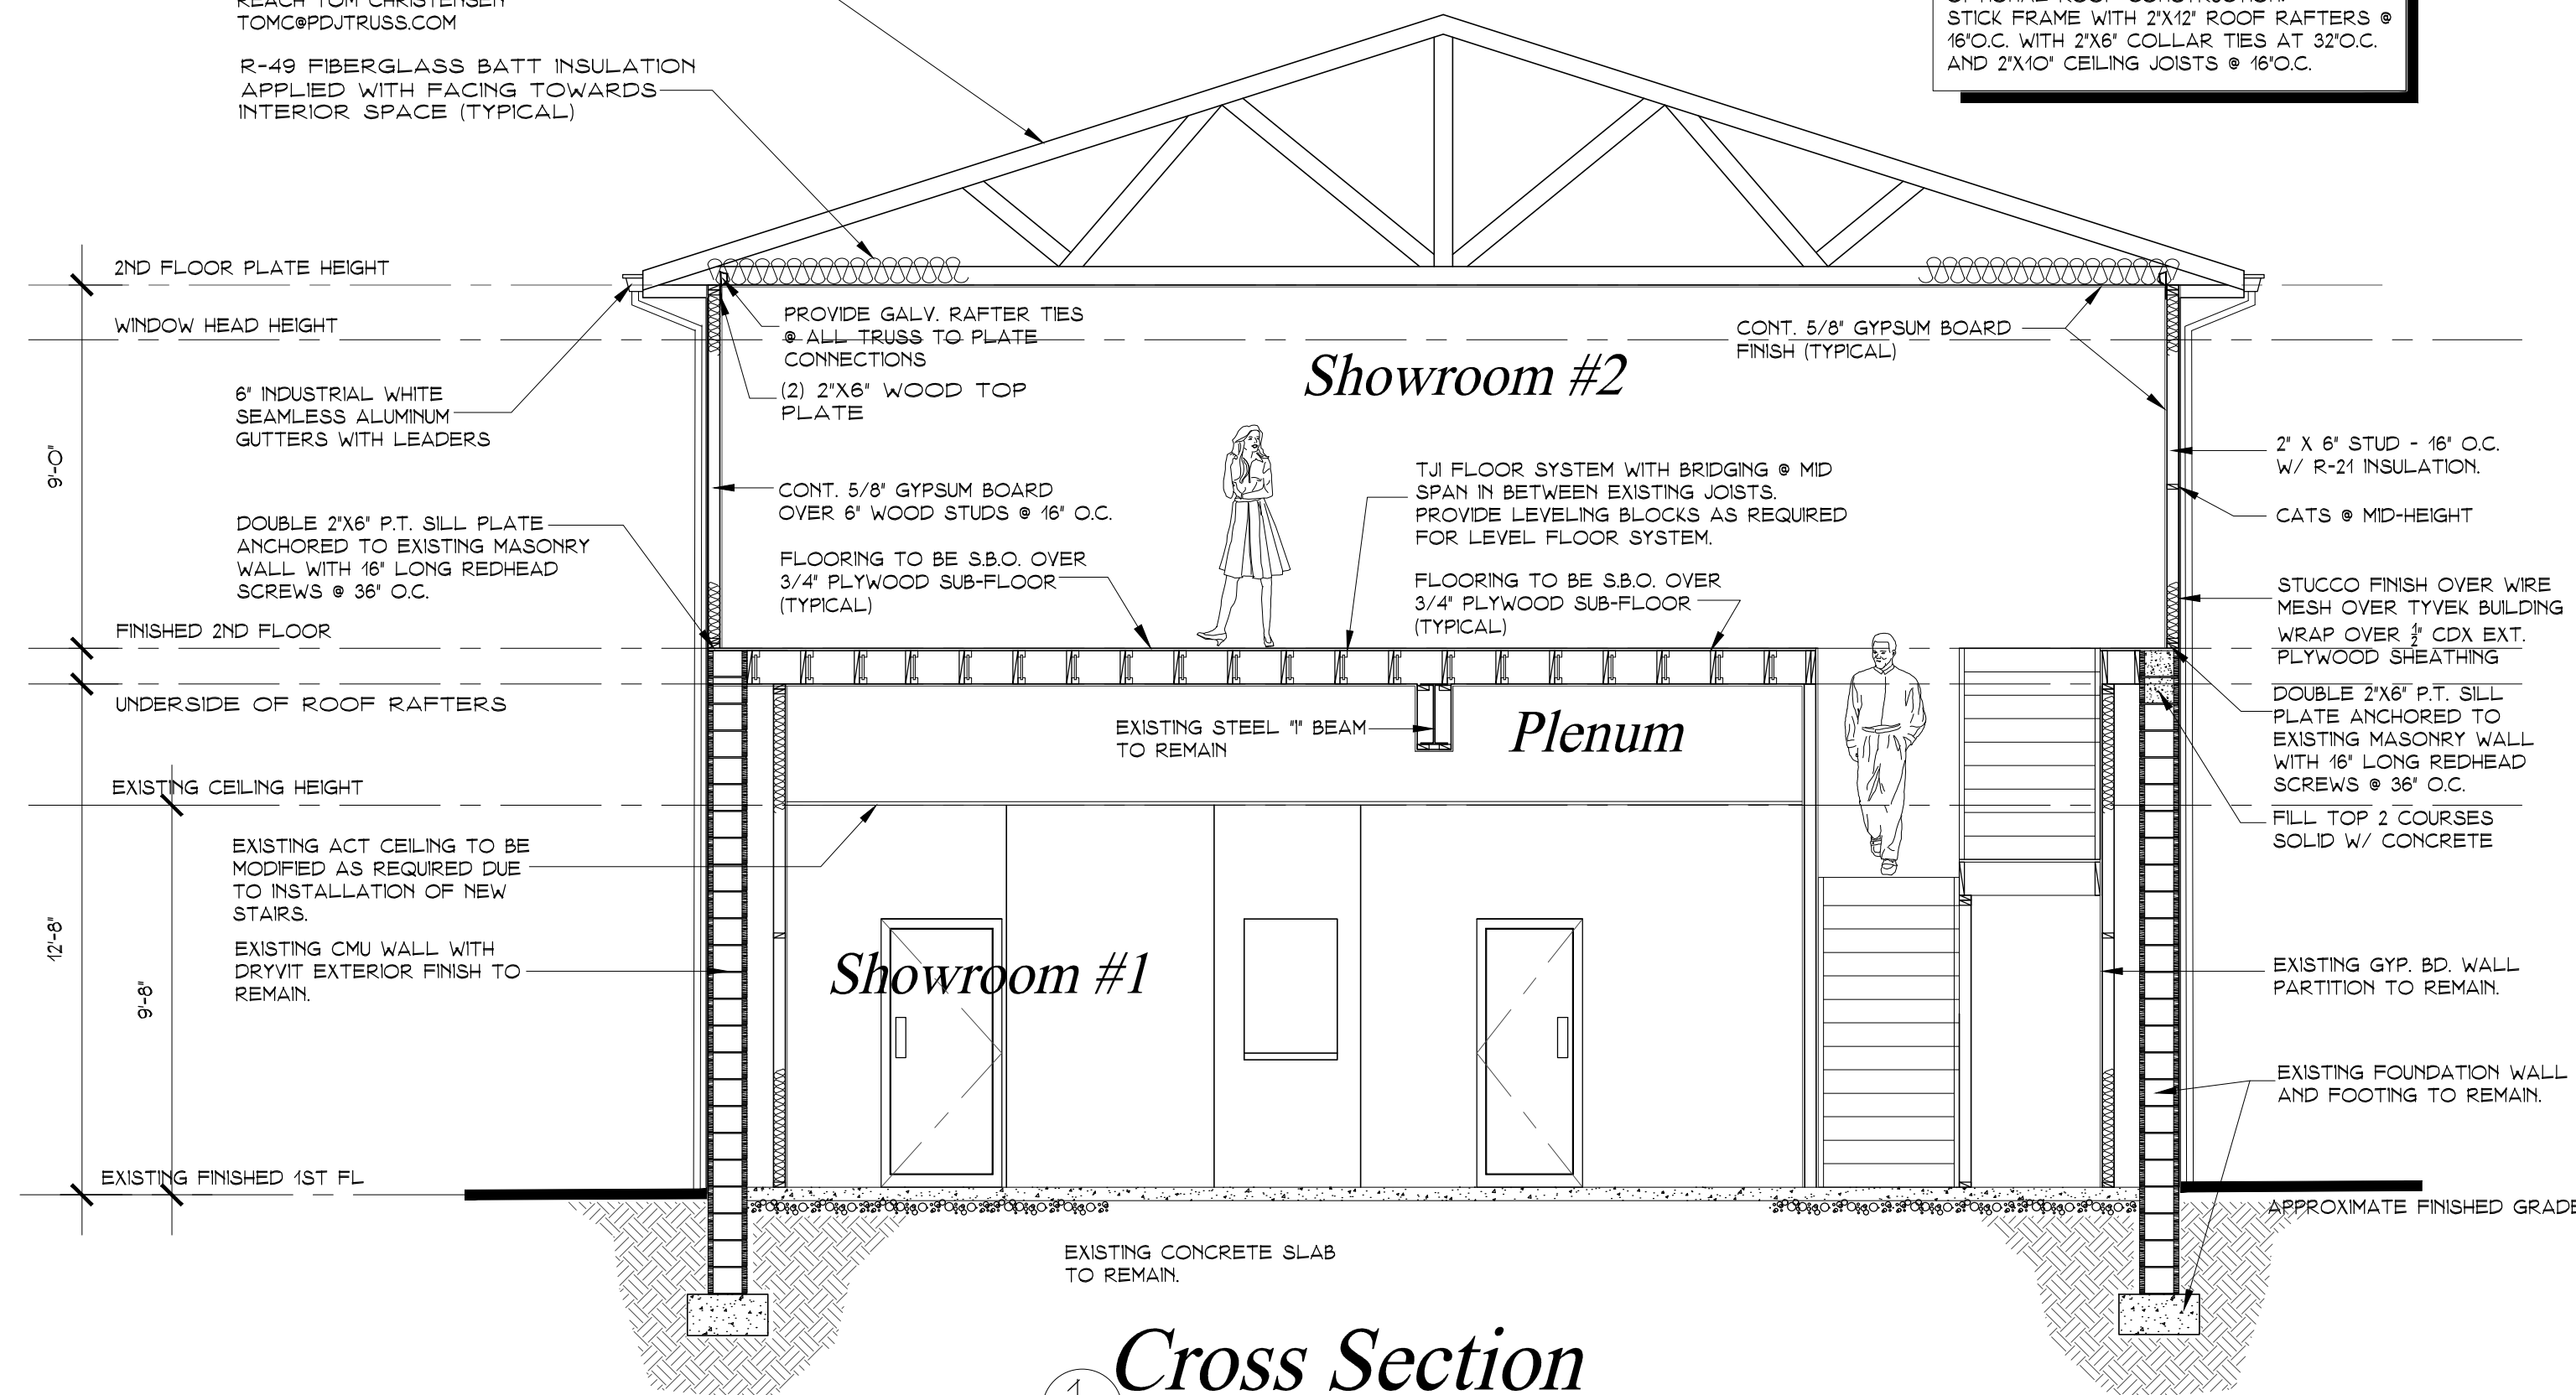 REACH TOM CHRISTENSEN
TOMC@PDJTRUSS.COM
R-49 FIBERGLASS BATT INSULATION
APPLIED WITH FACING TOWARDS
INTERIOR SPACE (TYPICAL)
OPTIONAL ROOF CONSTRUCTION:
STICK FRAME WITH 2"X12" ROOF RAFTERS @
16"O.C. WITH 2"X6" COLLAR TIES AT 32"O.C.
AND 2"X10" CEILING JOISTS @ 16"O.C.
2ND FLOOR PLATE HEIGHT
WINDOW HEAD HEIGHT
6" INDUSTRIAL WHITE
SEAMLESS ALUMINUM
GUTTERS WITH LEADERS
9'-0"
DOUBLE 2"X6" P.T. SILL PLATE
ANCHORED TO EXISTING MASONRY
WALL WITH 16" LONG REDHEAD
SCREWS @ 36" O.C.
FINISHED 2ND FLOOR
UNDERSIDE OF ROOF RAFTERS
EXISTING CEILING HEIGHT
EXISTING ACT CEILING TO BE
MODIFIED AS REQUIRED DUE
TO INSTALLATION OF NEW
STAIRS.
12'-8"
9'-8"
EXISTING CMU WALL WITH
DRYVIT EXTERIOR FINISH TO
REMAIN.
EXISTING FINISHED 1ST FL
PROVIDE GALV. RAFTER TIES
@ ALL TRUSS TO PLATE
CONNECTIONS
(2) 2"X6" WOOD TOP
PLATE
CONT. 5/8" GYPSUM BOARD
OVER 6" WOOD STUDS @ 16" O.C.
FLOORING TO BE S.B.O. OVER
3/4" PLYWOOD SUB-FLOOR
(TYPICAL)
Showroom #2
CONT. 5/8" GYPSUM BOARD
FINISH (TYPICAL)
TJI FLOOR SYSTEM WITH BRIDGING @ MID
SPAN IN BETWEEN EXISTING JOISTS.
PROVIDE LEVELING BLOCKS AS REQUIRED
FOR LEVEL FLOOR SYSTEM.
FLOORING TO BE S.B.O. OVER
3/4" PLYWOOD SUB-FLOOR
(TYPICAL)
EXISTING STEEL "I" BEAM
TO REMAIN
Plenum
Showroom #1
2" X 6" STUD - 16" O.C.
W/ R-21 INSULATION.
CATS @ MID-HEIGHT
STUCCO FINISH OVER WIRE
MESH OVER TYVEK BUILDING
WRAP OVER ½" CDX EXT.
PLYWOOD SHEATHING
DOUBLE 2"X6" P.T. SILL
PLATE ANCHORED TO
EXISTING MASONRY WALL
WITH 16" LONG REDHEAD
SCREWS @ 36" O.C.
FILL TOP 2 COURSES
SOLID W/ CONCRETE
EXISTING GYP. BD. WALL
PARTITION TO REMAIN.
EXISTING FOUNDATION WALL
AND FOOTING TO REMAIN.
APPROXIMATE FINISHED GRADE
EXISTING CONCRETE SLAB
TO REMAIN.
1
Cross Section